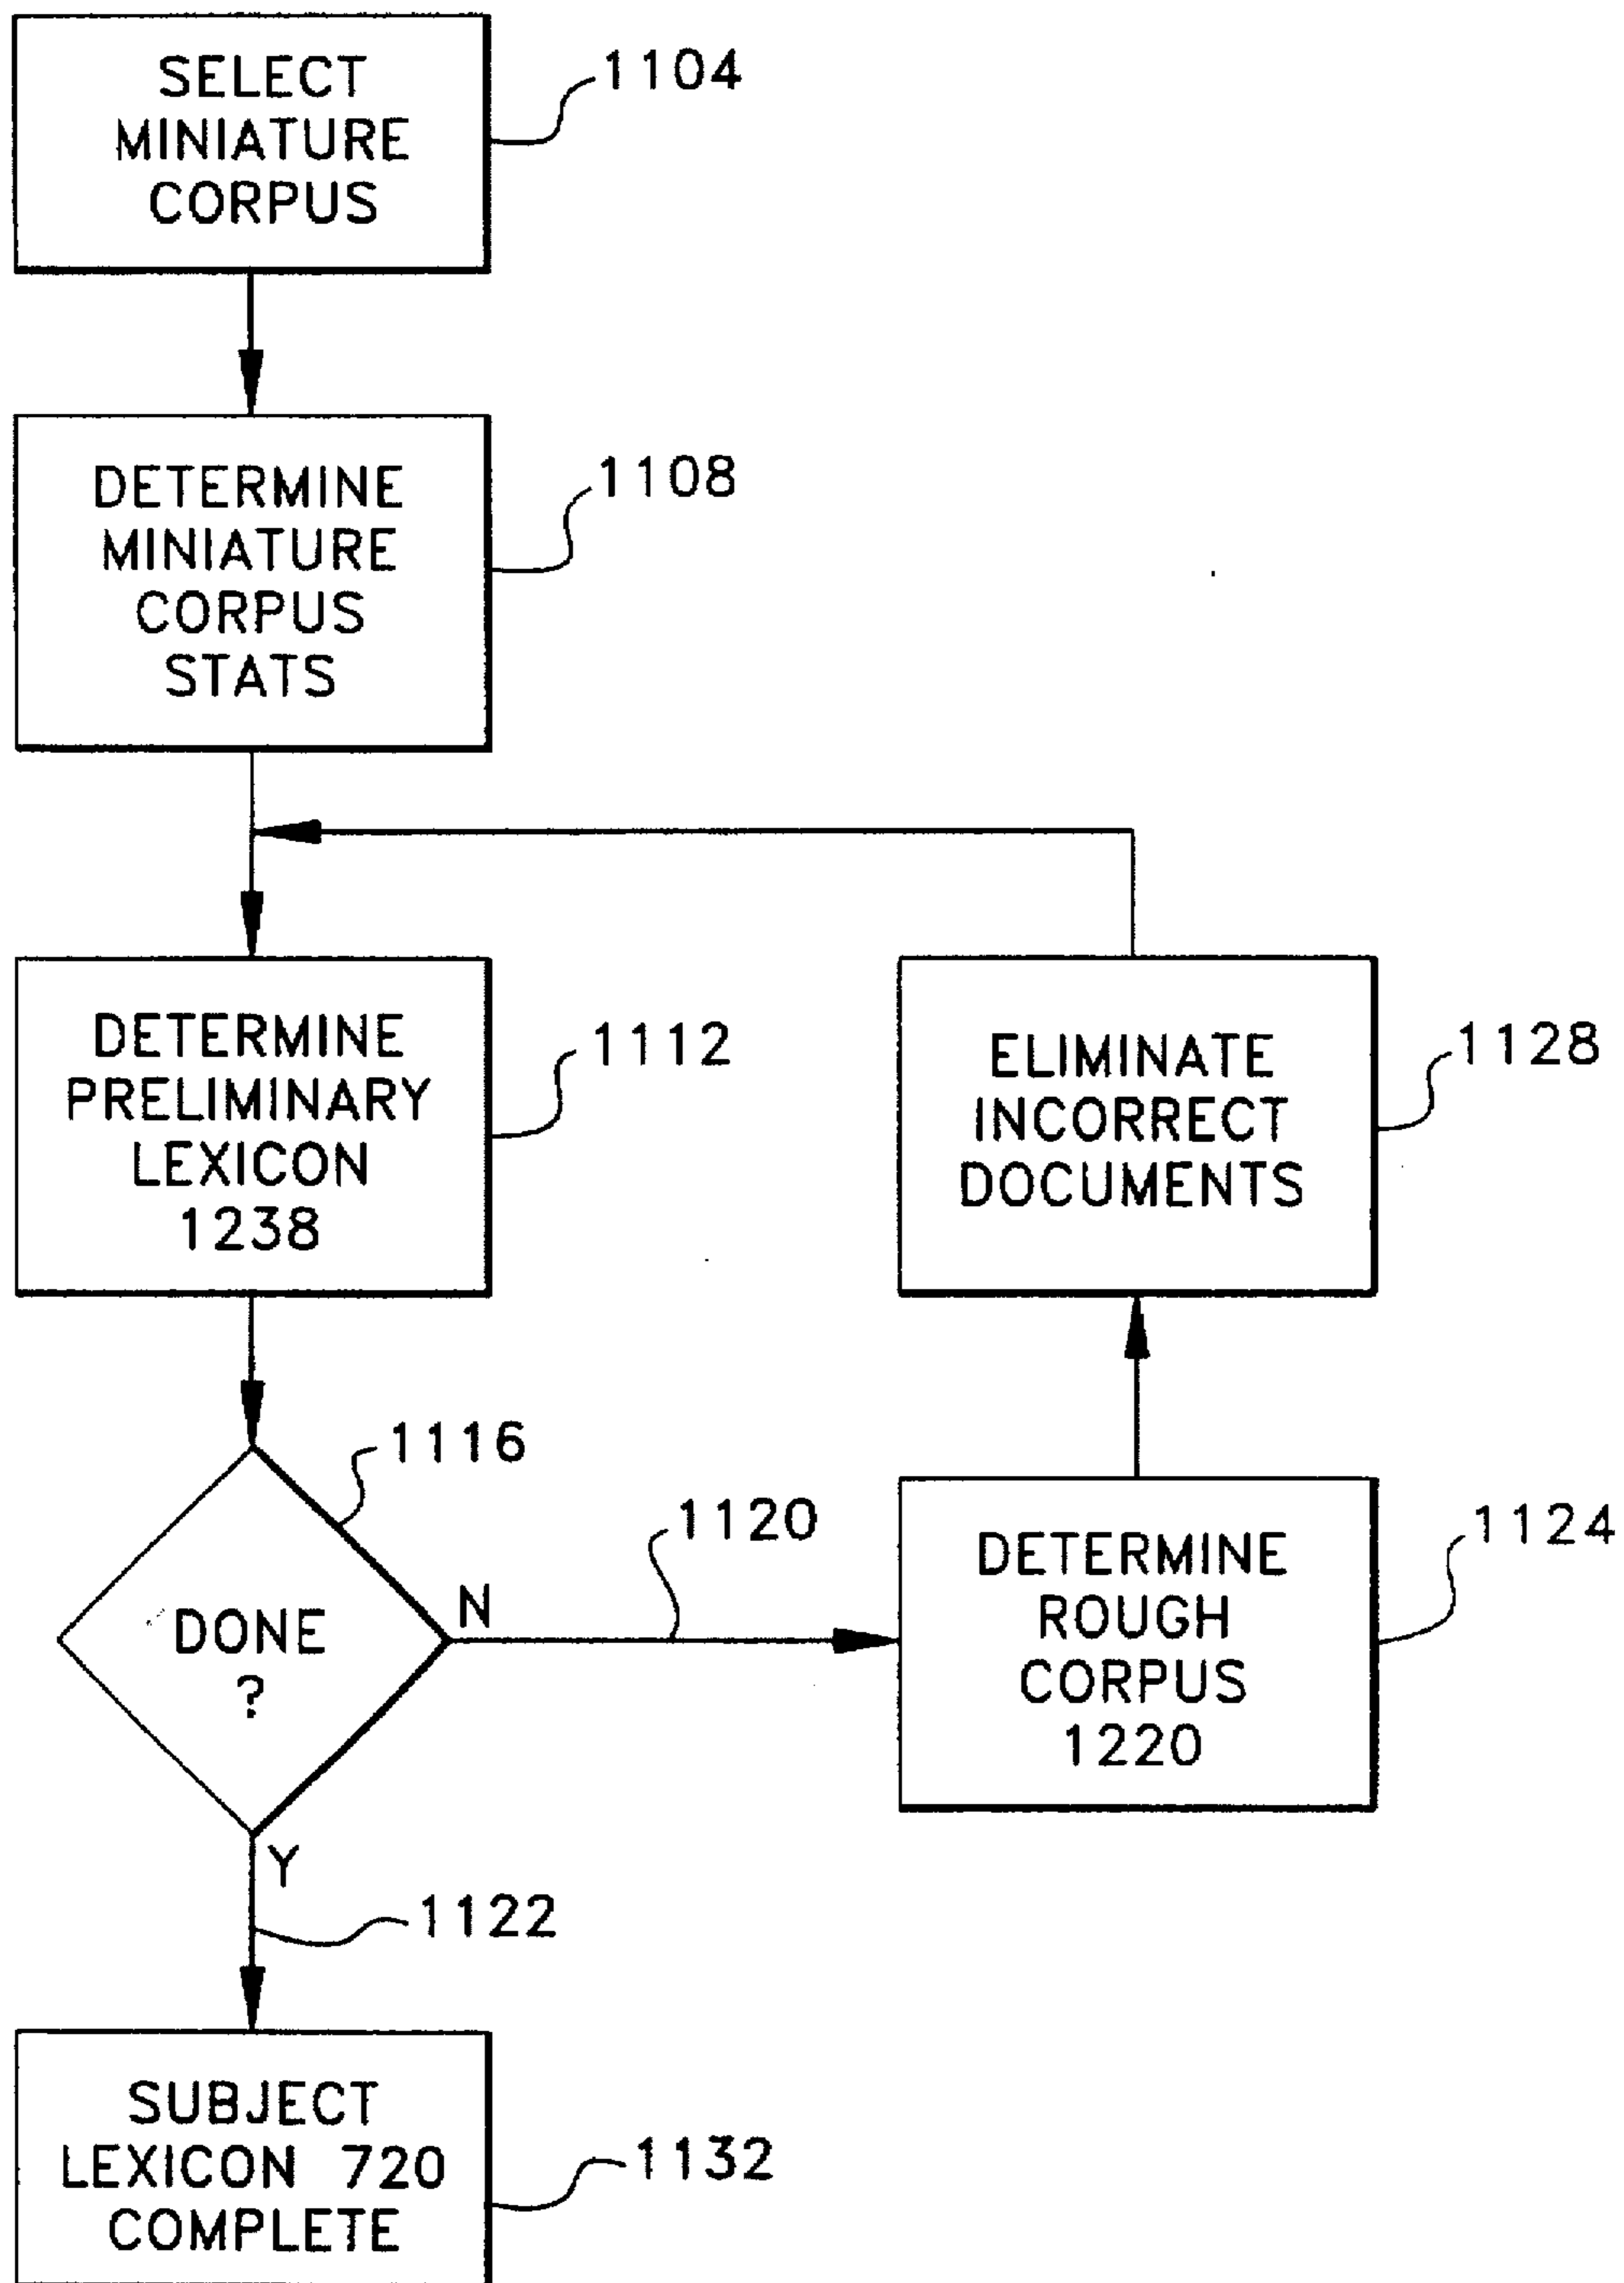 SELECT
MINIATURE
CORPUS
1104
DETERMINE
MINIATURE
CORPUS
STATS
1108
DETERMINE
PRELIMINARY
LEXICON
1238
1112
ELIMINATE
INCORRECT
DOCUMENTS
1128
DONE
?
1116
N
1120
DETERMINE
ROUGH
CORPUS
1220
1124
Y
1122
SUBJECT
LEXICON 720
COMPLETE
1132